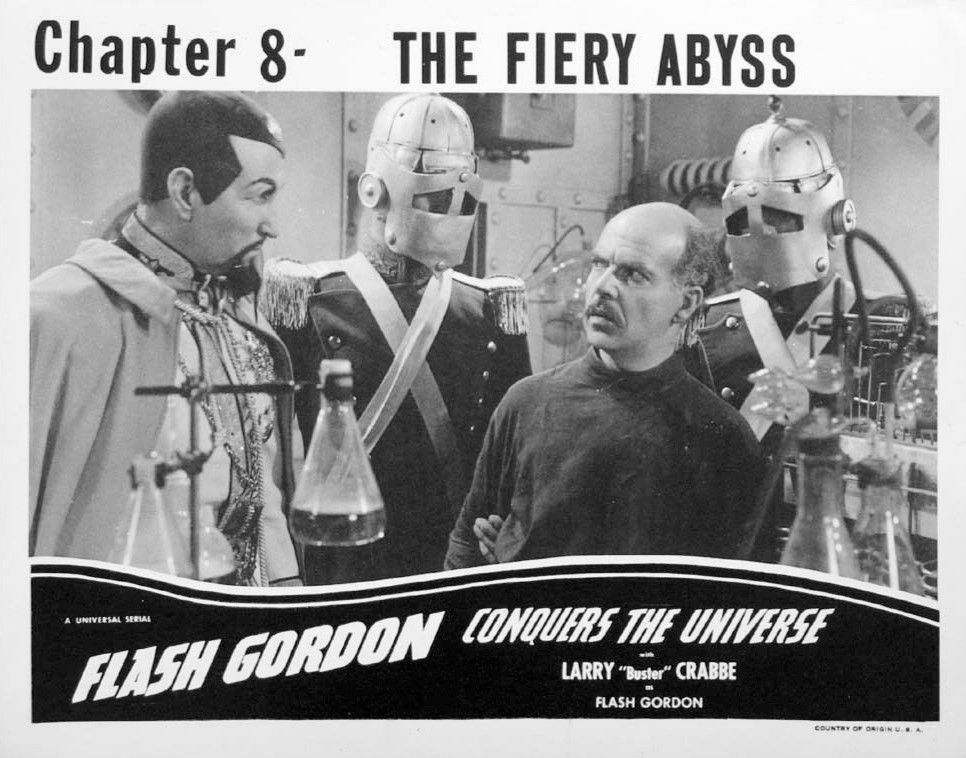 Chapter 8- THE FIERY ABYSS
A UNIVERSAL SERIAL
FLASH GORDON CONQUERS THE UNIVERSE
with
LARRY "Buster" CRABBE
as
FLASH GORDON
COUNTRY OF ORIGIN U. S. A.